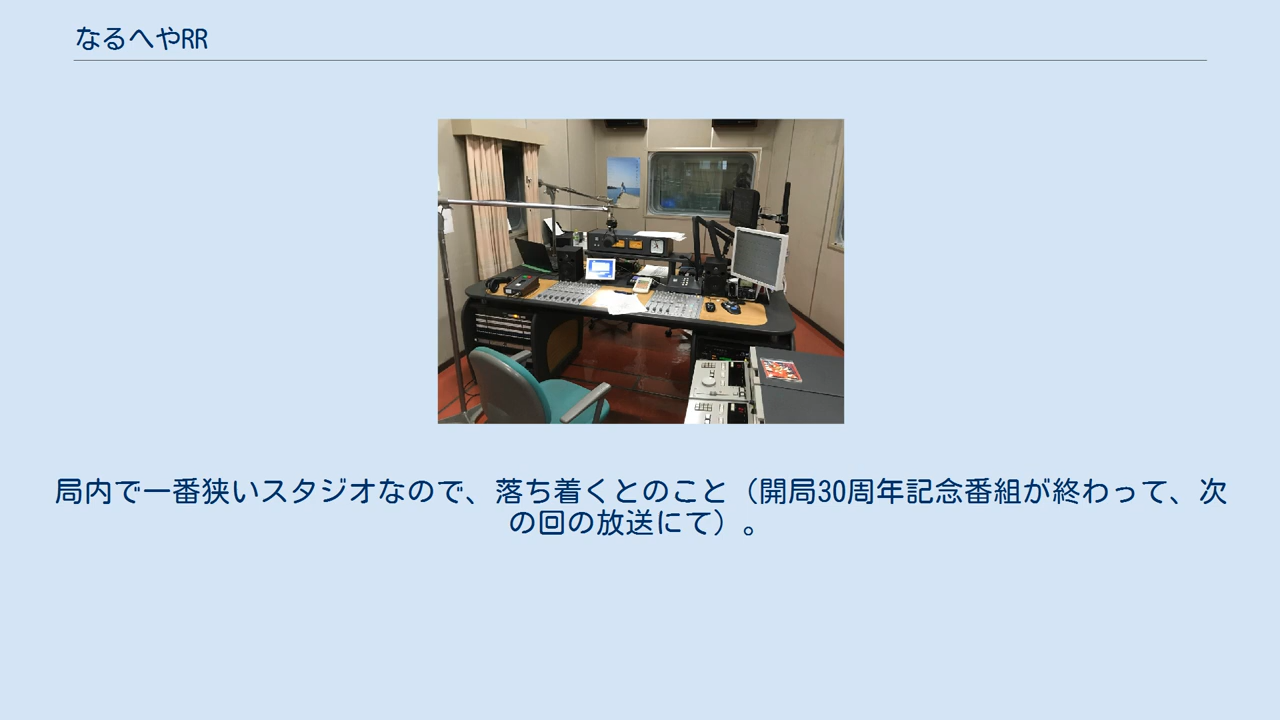 なるへやRR
局内で一番狭いスタジオなので、落ち着くとのこと（開局30周年記念番組が終わって、次
の回の放送にて）。